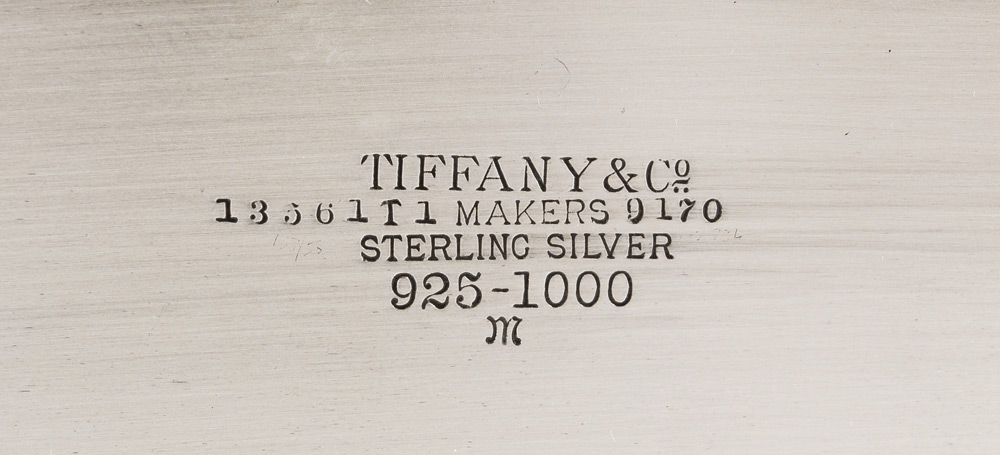 TIFFANY & Cº
13561T1 MAKERS 9170
STERLING SILVER
925-1000
M